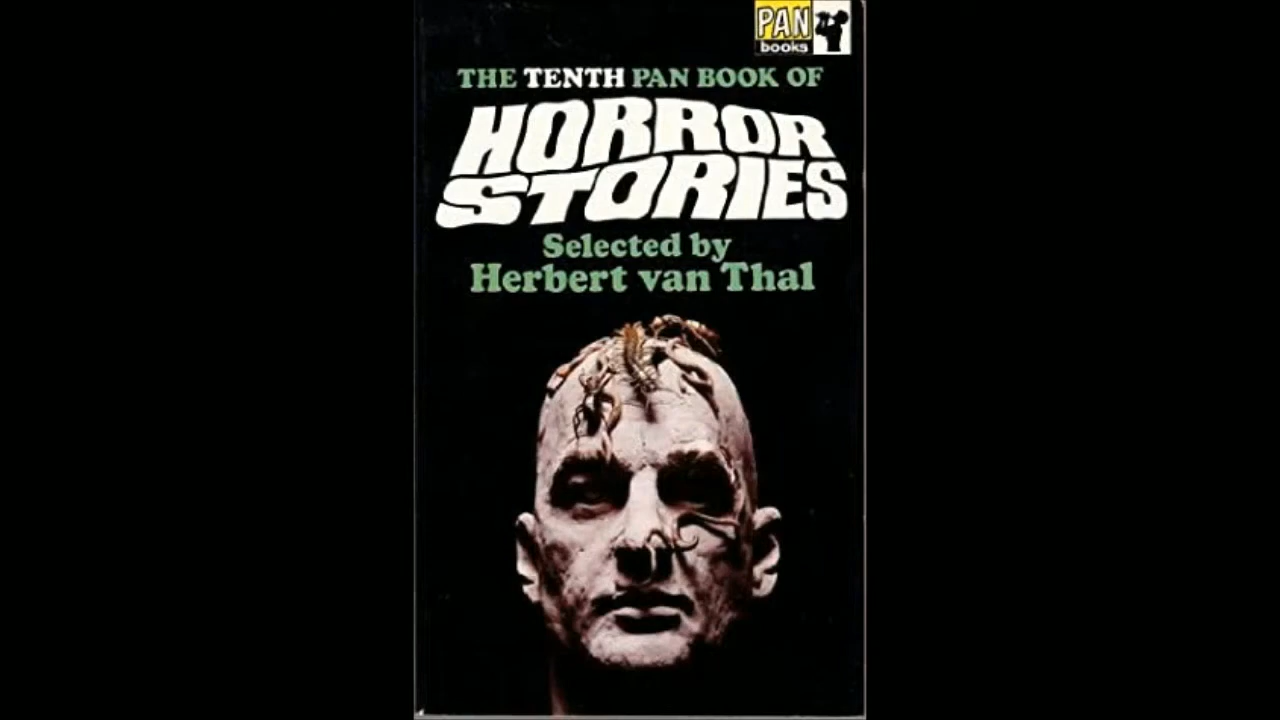 PAN
books
THE TENTH PAN BOOK OF
HORROR
STORIES
Selected by
Herbert van Thal